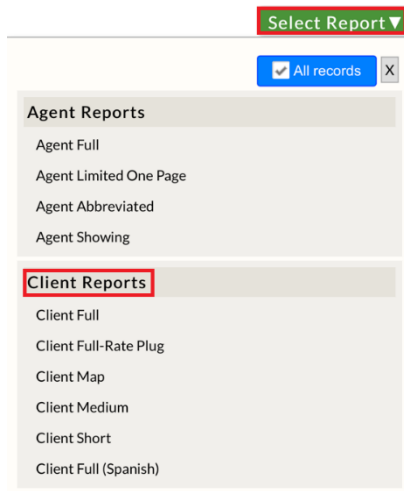 Select Report▼
All records X
Agent Reports
Agent Full
Agent Limited One Page
Agent Abbreviated
Agent Showing
Client Reports
Client Full
Client Full-Rate Plug
Client Map
Client Medium
Client Short
Client Full (Spanish)